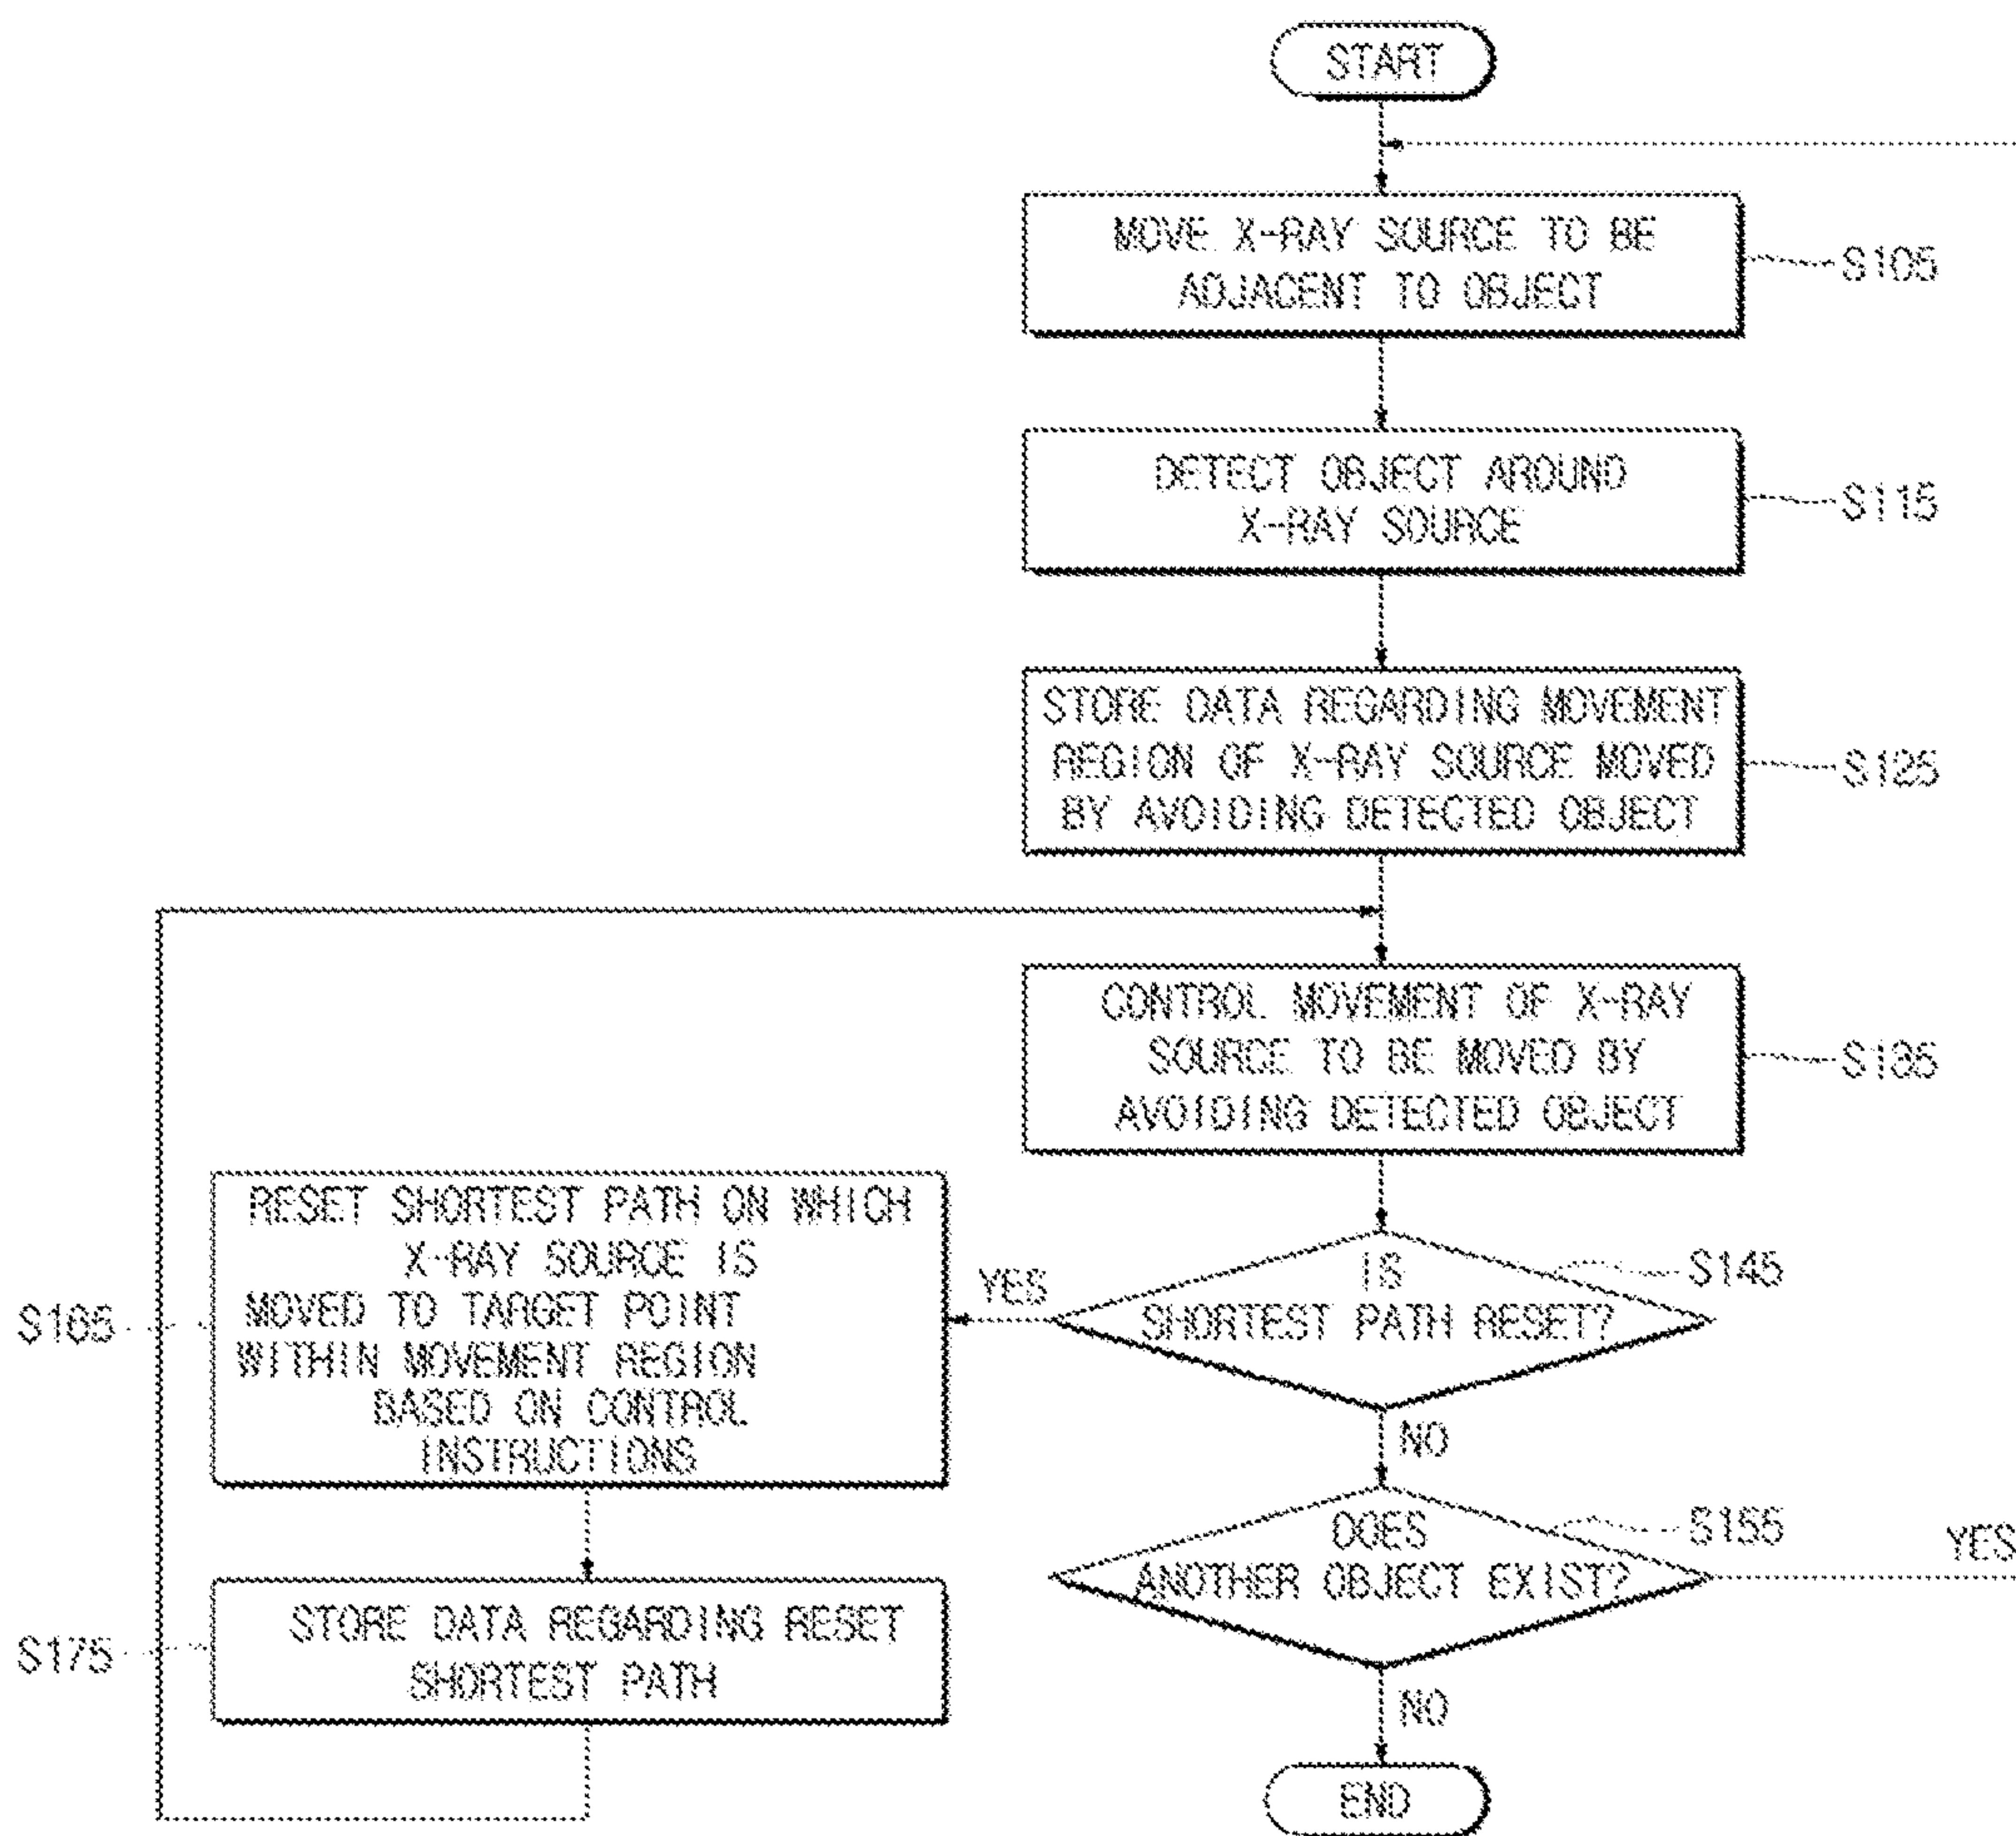 START
MOVE X-RAY SOURCE TO BE
ADJACENT TO OBJECT
S105
DETECT OBJECT AROUND
X-RAY SOURCE
S115
STORE DATA REGARDING MOVEMENT
REGION OF X-RAY SOURCE MOVED
BY AVOIDING DETECTED OBJECT
S125
CONTROL MOVEMENT OF X-RAY
SOURCE TO BE MOVED BY
AVOIDING DETECTED OBJECT
S135
IS
SHORTEST PATH RESET?
S145
YES
NO
RESET SHORTEST PATH ON WHICH
X-RAY SOURCE IS
MOVED TO TARGET POINT
WITHIN MOVEMENT REGION
BASED ON CONTROL
INSTRUCTIONS
S165
STORE DATA REGARDING RESET
SHORTEST PATH
S175
DOES
ANOTHER OBJECT EXIST?
S155
YES
NO
END